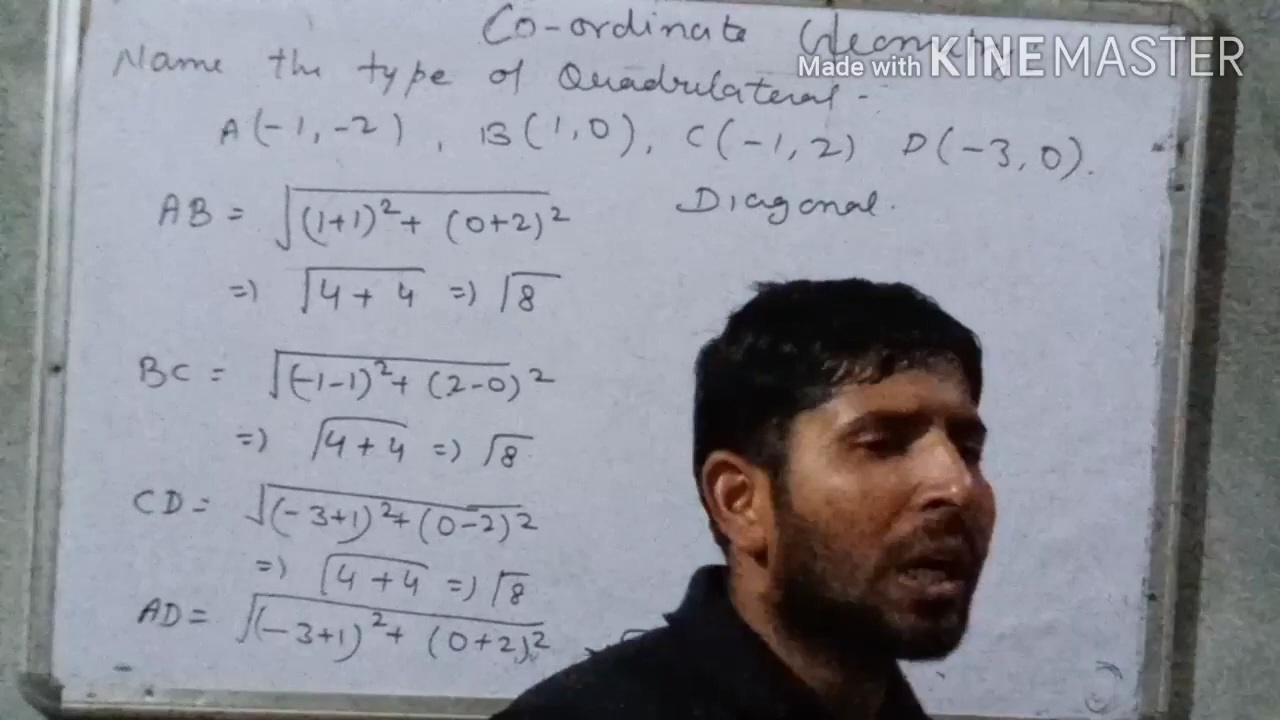 Co-ordinate Geometry
Made with KINEMASTER
Name the type of Quadrilateral -
A(-1,-2), B(1,0), C(-1,2) D(-3,0).
AB = √(1+1)²+ (0+2)²
Diagonal.
=) √4+4 =) √8
BC = √(-1-1)²+ (2-0)²
=) √4+4 =) √8
CD= √(-3+1)²+(0-2)²
=) √4+4 =) √8
AD= √(-3+1)²+ (0+2)²